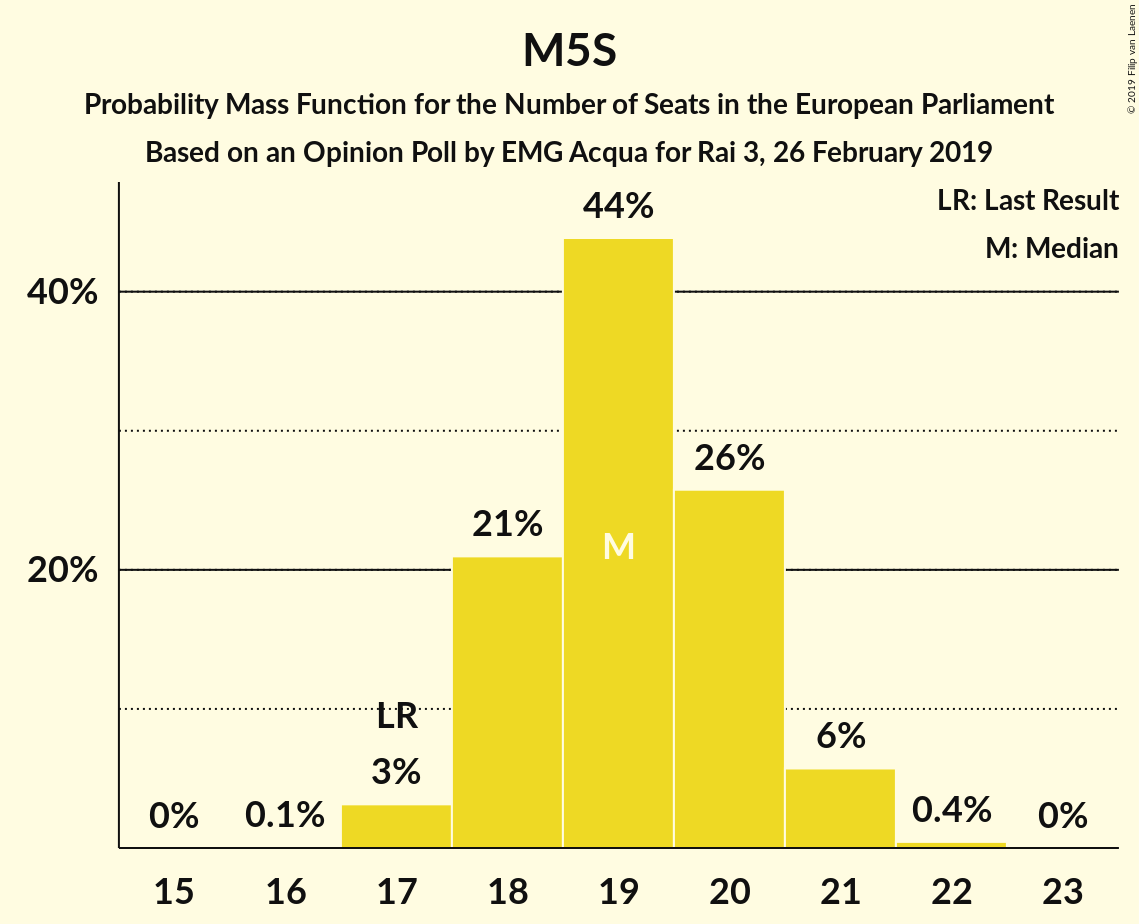 M5S
Probability Mass Function for the Number of Seats in the European Parliament
Based on an Opinion Poll by EMG Acqua for Rai 3, 26 February 2019
© 2019 Filip van Laenen
LR: Last Result
M: Median
44%
40%
26%
21%
M
20%
LR
6%
3%
0% 0.1% 0.4% 0%
15 16 17 18 19 20 21 22 23